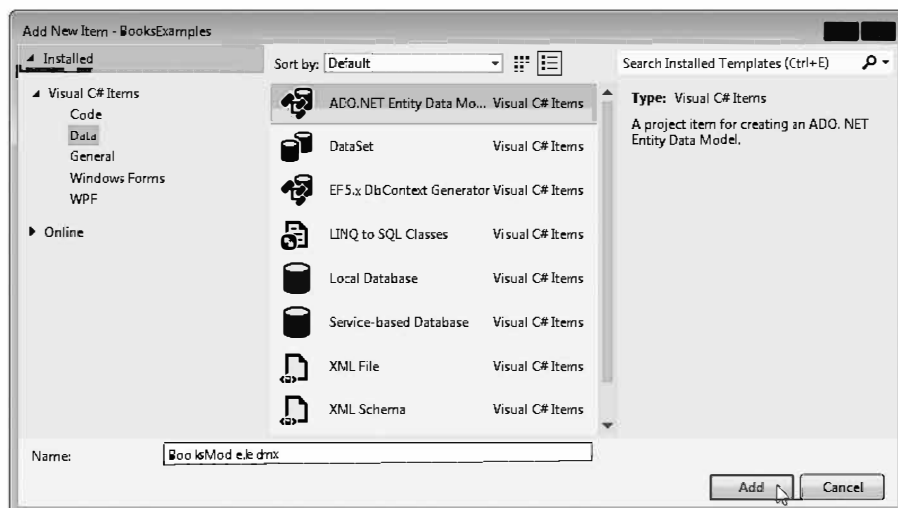 Add New Item - BooksExamples
Installed
Sort by: Default
Search Installed Templates (Ctrl+E)
Visual C# Items
Code
Data
General
Windows Forms
WPF
Online
ADO.NET Entity Data Mo... Visual C# Items
DataSet Visual C# Items
EF5.x DbContext Generator Visual C# Items
LINQ to SQL Classes Visual C# Items
Local Database Visual C# Items
Service-based Database Visual C# Items
XML File Visual C# Items
XML Schema Visual C# Items
Type: Visual C# Items
A project item for creating an ADO. NET
Entity Data Model.
Name: BooksModel.edmx
Add Cancel